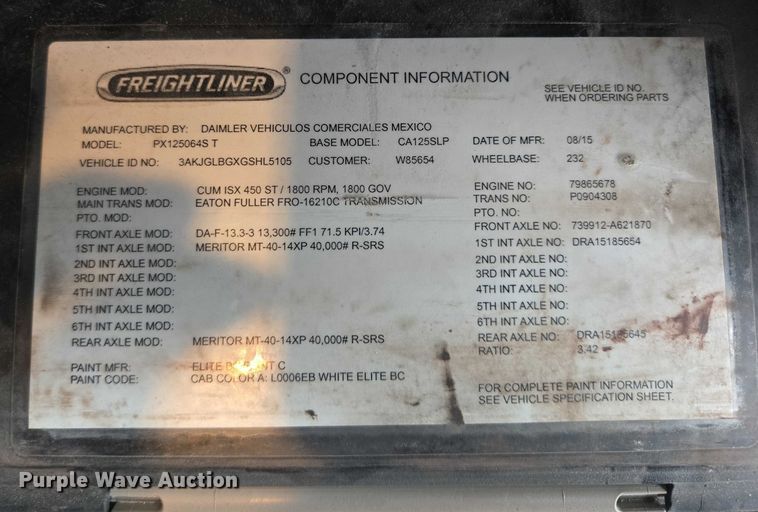 FREIGHTLINER®
COMPONENT INFORMATION
SEE VEHICLE ID NO.
WHEN ORDERING PARTS
MANUFACTURED BY: DAIMLER VEHICULOS COMERCIALES MEXICO
MODEL: PX125064S T BASE MODEL: CA125SLP DATE OF MFR: 08/15
VEHICLE ID NO: 3AKJGLBGXGSHL5105 CUSTOMER: W85654 WHEELBASE: 232
ENGINE MOD: CUM ISX 450 ST / 1800 RPM, 1800 GOV ENGINE NO: 79865678
MAIN TRANS MOD: EATON FULLER FRO-16210C TRANSMISSION TRANS NO: P0904308
PTO. MOD: PTO. NO:
FRONT AXLE MOD: DA-F-13.3-3 13,300# FF1 71.5 KPI/3.74 FRONT AXLE NO: 739912-A621870
1ST INT AXLE MOD: MERITOR MT-40-14XP 40,000# R-SRS 1ST INT AXLE NO: DRA15185654
2ND INT AXLE MOD: 2ND INT AXLE NO:
3RD INT AXLE MOD: 3RD INT AXLE NO:
4TH INT AXLE MOD: 4TH INT AXLE NO:
5TH INT AXLE MOD: 5TH INT AXLE NO:
6TH INT AXLE MOD: 6TH INT AXLE NO:
REAR AXLE MOD: MERITOR MT-40-14XP 40,000# R-SRS REAR AXLE NO: DRA15185645
RATIO: 3.42
PAINT MFR: ELITE C
PAINT CODE: CAB COLOR A: L0006EB WHITE ELITE BC
FOR COMPLETE PAINT INFORMATION
SEE VEHICLE SPECIFICATION SHEET.
Purple Wave Auction